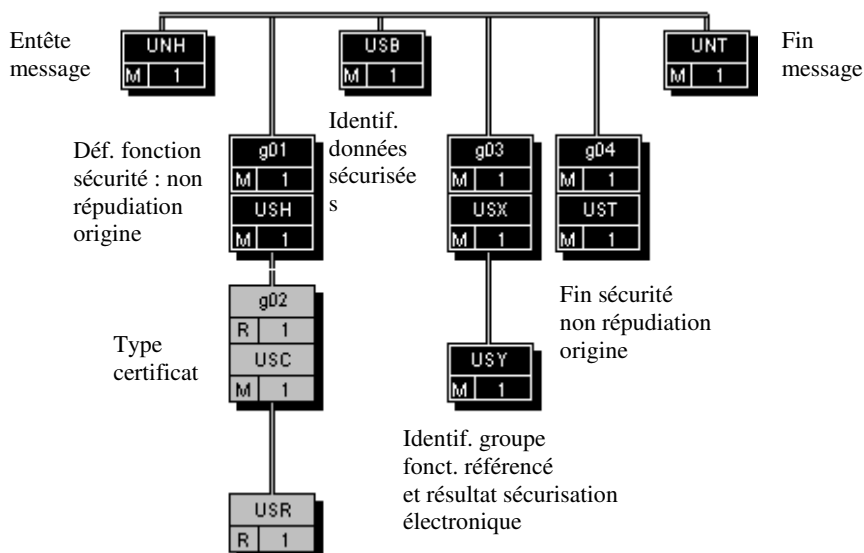 Entête
message
UNH
M 1
USB
M 1
UNT
M 1
Fin
message
Déf. fonction
sécurité : non
répudiation
origine
g01
M 1
USH
M 1
Identif.
données
sécurisée
s
g03
M 1
USX
M 1
g04
M 1
UST
M 1
Type
certificat
g02
R 1
USC
M 1
USY
M 1
Fin sécurité
non répudiation
origine
Identif. groupe
fonct. référencé
et résultat sécurisation
électronique
USR
R 1